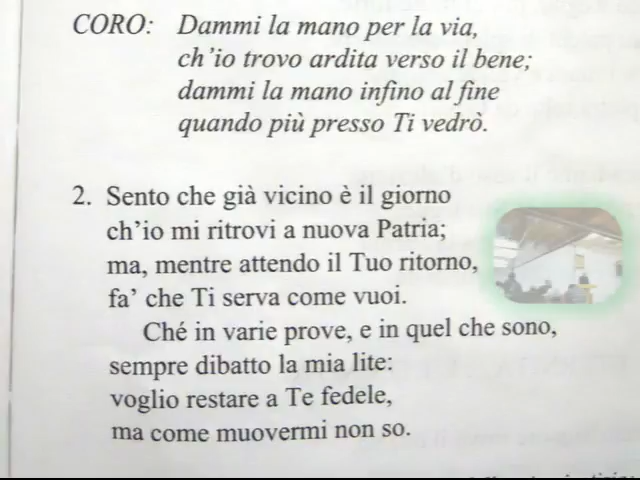 CORO: Dammi la mano per la via,
ch'io trovo ardita verso il bene;
dammi la mano infino al fine
quando più presso Ti vedrò.
2. Sento che già vicino è il giorno
ch'io mi ritrovi a nuova Patria;
ma, mentre attendo il Tuo ritorno,
fa' che Ti serva come vuoi.
Ché in varie prove, e in quel che sono,
sempre dibatto la mia lite:
voglio restare a Te fedele,
ma come muovermi non so.